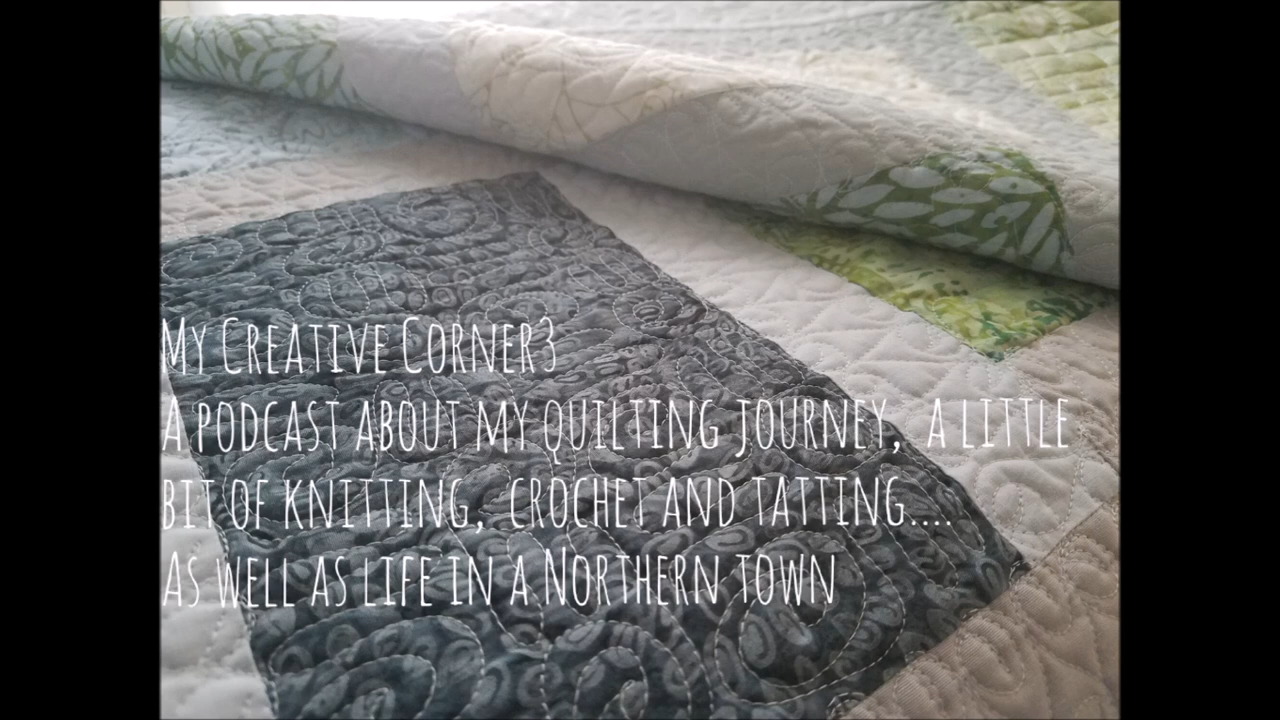 My Creative Corner3
A podcast about my quilting journey, a little
bit of knitting, crochet and tatting....
As well as life in a Northern town